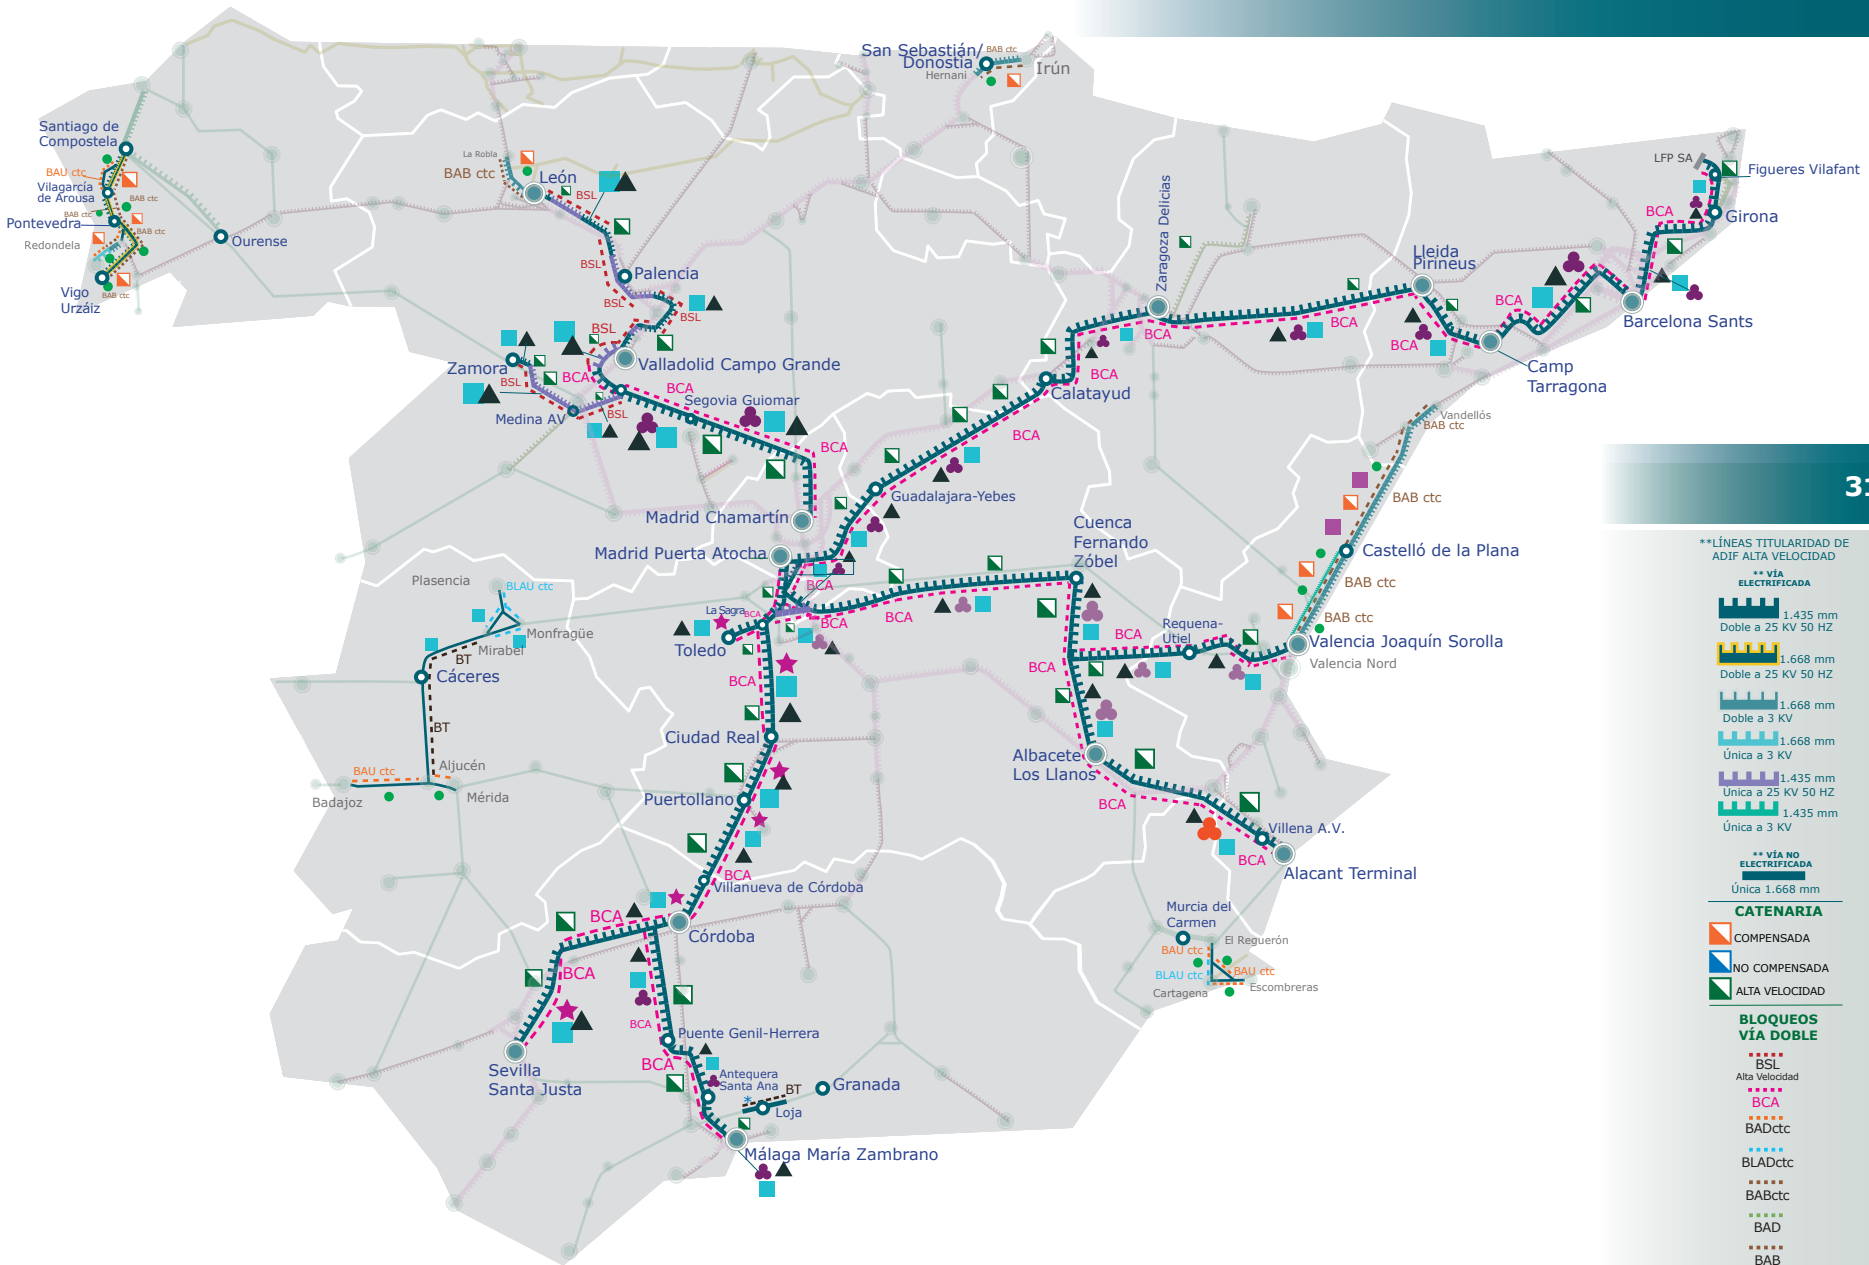 San Sebastián/
Donostia
BAB ctc
Hernani
Irún
Santiago de
Compostela
BAU ctc
Vilagarcía
de Arousa
BAB ctc
BAB ctc
Pontevedra
BAB ctc
Redondela
Vigo
Urzáiz
BAB ctc
Ourense
La Robla
BAB ctc
León
BSL
BSL
Palencia
BSL
BSL
BSL
Valladolid Campo Grande
Zamora
BSL
BCA
Medina AV
BSL
BCA
Segovia Guiomar
BCA
Madrid Chamartín
Madrid Puerta Atocha
Zaragoza Delicias
BCA
BCA
Calatayud
BCA
BCA
Guadalajara-Yebes
Lleida
Pirineus
BCA
BCA
Camp
Tarragona
Barcelona Sants
BCA
LFP SA
Figueres Vilafant
Girona
Vandellós
BAB ctc
BAB ctc
Castelló de la Plana
BAB ctc
BAB ctc
Valencia Joaquín Sorolla
Valencia Nord
Cuenca
Fernando
Zóbel
BCA
BCA
BCA
La Sagra
BCA
Toledo
BCA
BCA
Requena-
Utiel
BCA
Ciudad Real
Puertollano
BCA
Villanueva de Córdoba
Albacete
Los Llanos
BCA
Villena A.V.
BCA
Alacant Terminal
Plasencia
BLAU ctc
Monfragüe
Mirabel
BT
Cáceres
BT
BAU ctc
Aljucén
Badajoz
Mérida
BCA
Córdoba
BCA
BCA
Sevilla
Santa Justa
Puente Genil-Herrera
BCA
Antequera
Santa Ana
BT
*
Loja
Granada
Málaga María Zambrano
Murcia del
Carmen
El Reguerón
BAU ctc
BLAU ctc
BAU ctc
Cartagena
Escombreras
31
**LÍNEAS TITULARIDAD DE
ADIF ALTA VELOCIDAD
** VÍA
ELECTRIFICADA
1.435 mm
Doble a 25 KV 50 HZ
1.668 mm
Doble a 25 KV 50 HZ
1.668 mm
Doble a 3 KV
1.668 mm
Única a 3 KV
1.435 mm
Única a 25 KV 50 HZ
1.435 mm
Única a 3 KV
** VÍA NO
ELECTRIFICADA
Única 1.668 mm
CATENARIA
COMPENSADA
NO COMPENSADA
ALTA VELOCIDAD
BLOQUEOS
VÍA DOBLE
BSL
Alta Velocidad
BCA
BADctc
BLADctc
BABctc
BAD
BAB